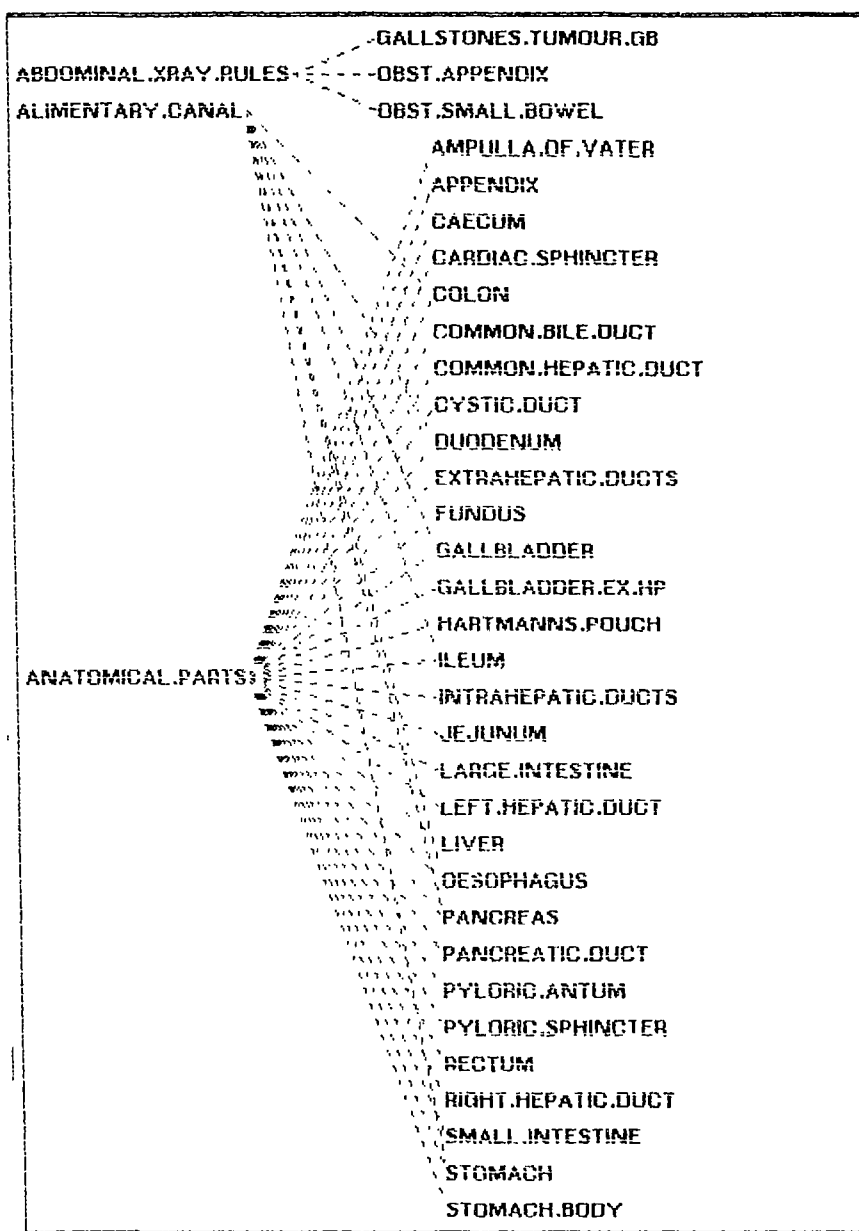 GALLSTONES.TUMOUR.GB
ABDOMINAL.XRAY.RULES
OBST.APPENDIX
ALIMENTARY.CANAL
OBST.SMALL.BOWEL
AMPULLA.OF.VATER
APPENDIX
CAECUM
CARDIAC.SPHINCTER
COLON
COMMON.BILE.DUCT
COMMON.HEPATIC.DUCT
CYSTIC.DUCT
DUODENUM
EXTRAHEPATIC.DUCTS
FUNDUS
GALLBLADDER
GALLBLADDER.EX.HP
HARTMANNS.POUCH
ILEUM
ANATOMICAL.PARTS
INTRAHEPATIC.DUCTS
JEJUNUM
LARGE.INTESTINE
LEFT.HEPATIC.DUCT
LIVER
OESOPHAGUS
PANCREAS
PANCREATIC.DUCT
PYLORIC.ANTUM
PYLORIC.SPHINCTER
RECTUM
RIGHT.HEPATIC.DUCT
SMALL.INTESTINE
STOMACH
STOMACH.BODY